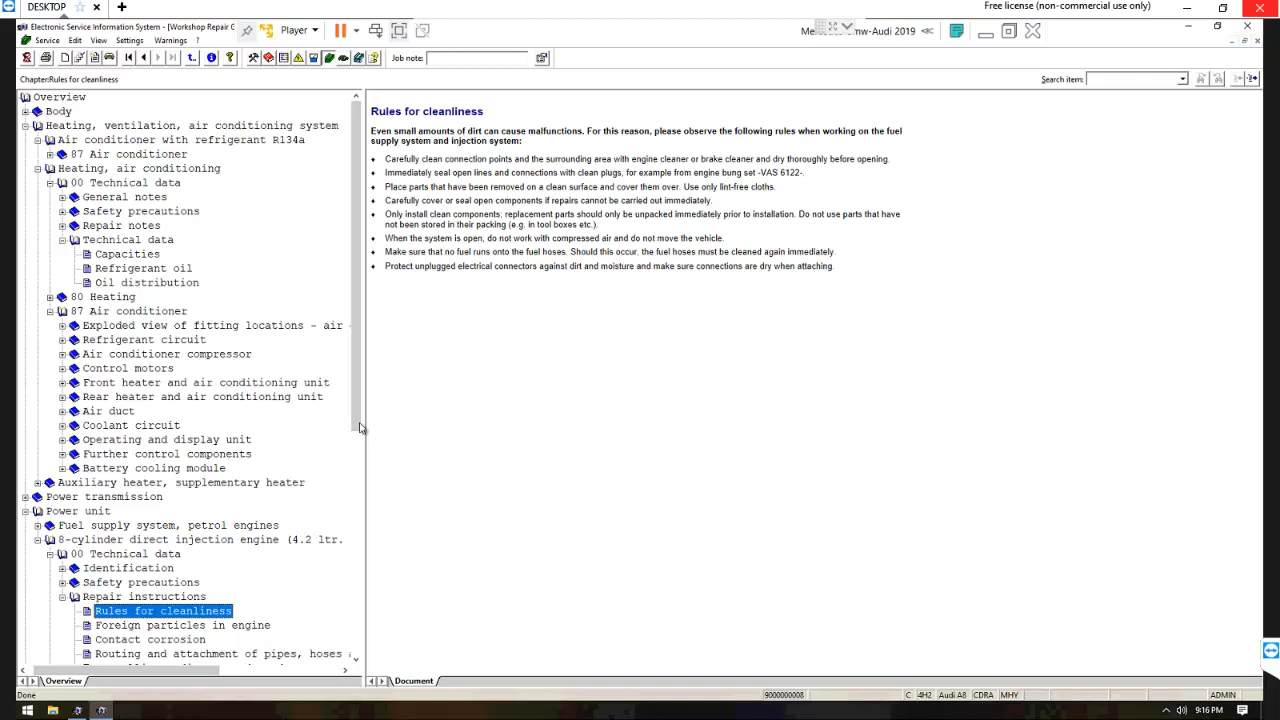 DESKTOP
Free license (non-commercial use only)
Electronic Service Information System - [Workshop Repair G
Player
mw-Audi 2019
Service Edit View Settings Warnings ?
Job note:
Chapter:Rules for cleanliness
Search item:
Overview
Body
Heating, ventilation, air conditioning system
Air conditioner with refrigerant R134a
87 Air conditioner
Heating, air conditioning
00 Technical data
General notes
Safety precautions
Repair notes
Technical data
Capacities
Refrigerant oil
Oil distribution
80 Heating
87 Air conditioner
Exploded view of fitting locations - air
Refrigerant circuit
Air conditioner compressor
Control motors
Front heater and air conditioning unit
Rear heater and air conditioning unit
Air duct
Coolant circuit
Operating and display unit
Further control components
Battery cooling module
Auxiliary heater, supplementary heater
Power transmission
Power unit
Fuel supply system, petrol engines
8-cylinder direct injection engine (4.2 ltr.
00 Technical data
Identification
Safety precautions
Repair instructions
Rules for cleanliness
Foreign particles in engine
Contact corrosion
Routing and attachment of pipes, hoses
Overview
Rules for cleanliness
Even small amounts of dirt can cause malfunctions. For this reason, please observe the following rules when working on the fuel
supply system and injection system:
♦ Carefully clean connection points and the surrounding area with engine cleaner or brake cleaner and dry thoroughly before opening.
♦ Immediately seal open lines and connections with clean plugs, for example from engine bung set -VAS 6122-.
♦ Place parts that have been removed on a clean surface and cover them over. Use only lint-free cloths.
♦ Carefully cover or seal open components if repairs cannot be carried out immediately.
♦ Only install clean components; replacement parts should only be unpacked immediately prior to installation. Do not use parts that have
not been stored in their packing (e.g. in tool boxes etc.).
♦ When the system is open, do not work with compressed air and do not move the vehicle.
♦ Make sure that no fuel runs onto the fuel hoses. Should this occur, the fuel hoses must be cleaned again immediately.
♦ Protect unplugged electrical connectors against dirt and moisture and make sure connections are dry when attaching.
Document
Done
9000000008 C 4H2 Audi A8 CDRA MHY ADMIN
9:16 PM